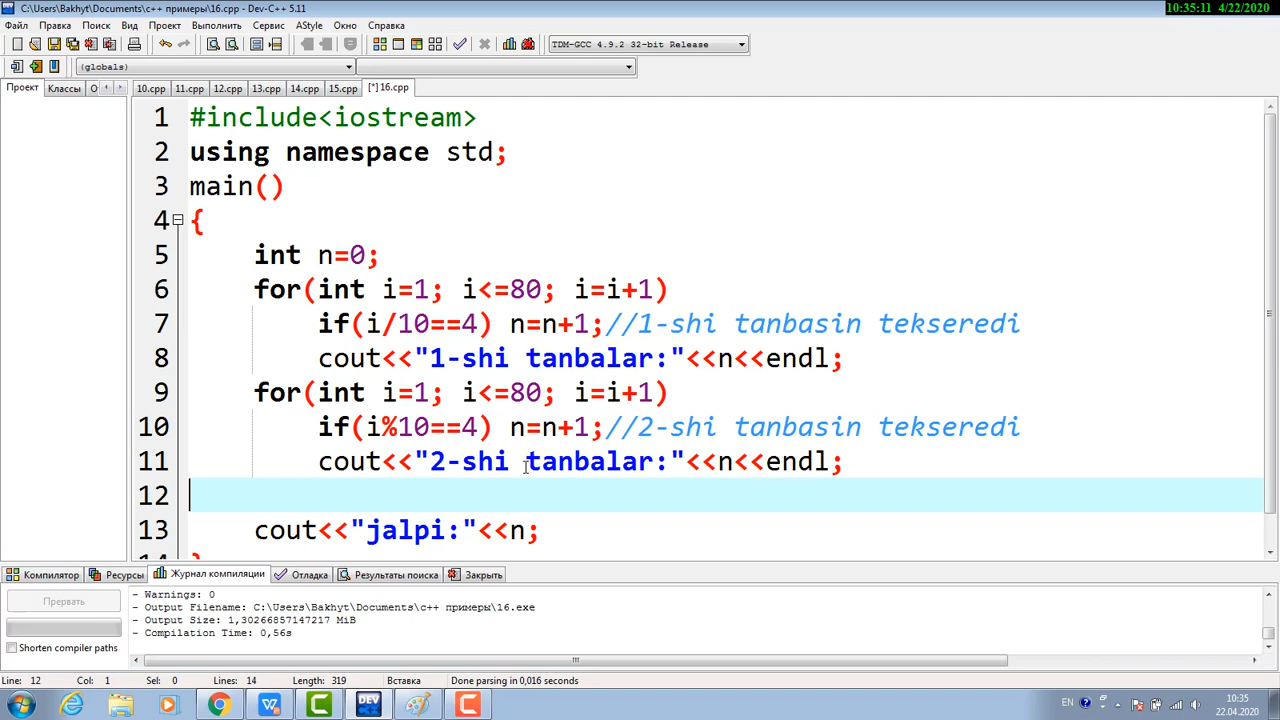 C:\Users\Bakhyt\Documents\c++ примеры\16.cpp - Dev-C++ 5.11
10:35:11 4/22/2020
Файл Правка Поиск Вид Проект Выполнить Сервис AStyle Окно Справка
TDM-GCC 4.9.2 32-bit Release
(globals)
Проект Классы О 10.cpp 11.cpp 12.cpp 13.cpp 14.cpp 15.cpp [*] 16.cpp
1 #include<iostream>
2 using namespace std;
3 main()
4 {
5 int n=0;
6 for(int i=1; i<=80; i=i+1)
7 if(i/10==4) n=n+1;//1-shi tanbasin tekseredi
8 cout<<"1-shi tanbalar:"<<n<<endl;
9 for(int i=1; i<=80; i=i+1)
10 if(i%10==4) n=n+1;//2-shi tanbasin tekseredi
11 cout<<"2-shi tanbalar:"<<n<<endl;
12
13 cout<<"jalpi:"<<n;
14 }
Компилятор Ресурсы Журнал компиляции Отладка Результаты поиска Закрыть
Прервать
Shorten compiler paths
- Warnings: 0
- Output Filename: C:\Users\Bakhyt\Documents\c++ примеры\16.exe
- Output Size: 1,30266857147217 MiB
- Compilation Time: 0,56s
Line: 12 Col: 1 Sel: 0 Lines: 14 Length: 319 Вставка Done parsing in 0,016 seconds
DEV
EN
10:35
22.04.2020